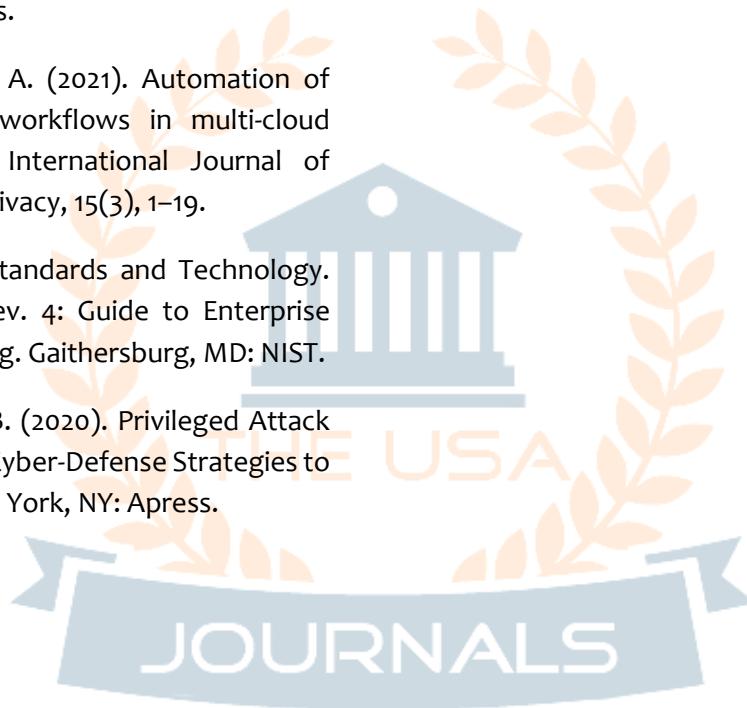 s.
A. (2021). Automation of
workflows in multi-cloud
International Journal of
ivacy, 15(3), 1–19.
tandards and Technology.
ev. 4: Guide to Enterprise
g. Gaithersburg, MD: NIST.
B. (2020). Privileged Attack
yber-Defense Strategies to
York, NY: Apress.
THE USA
JOURNALS